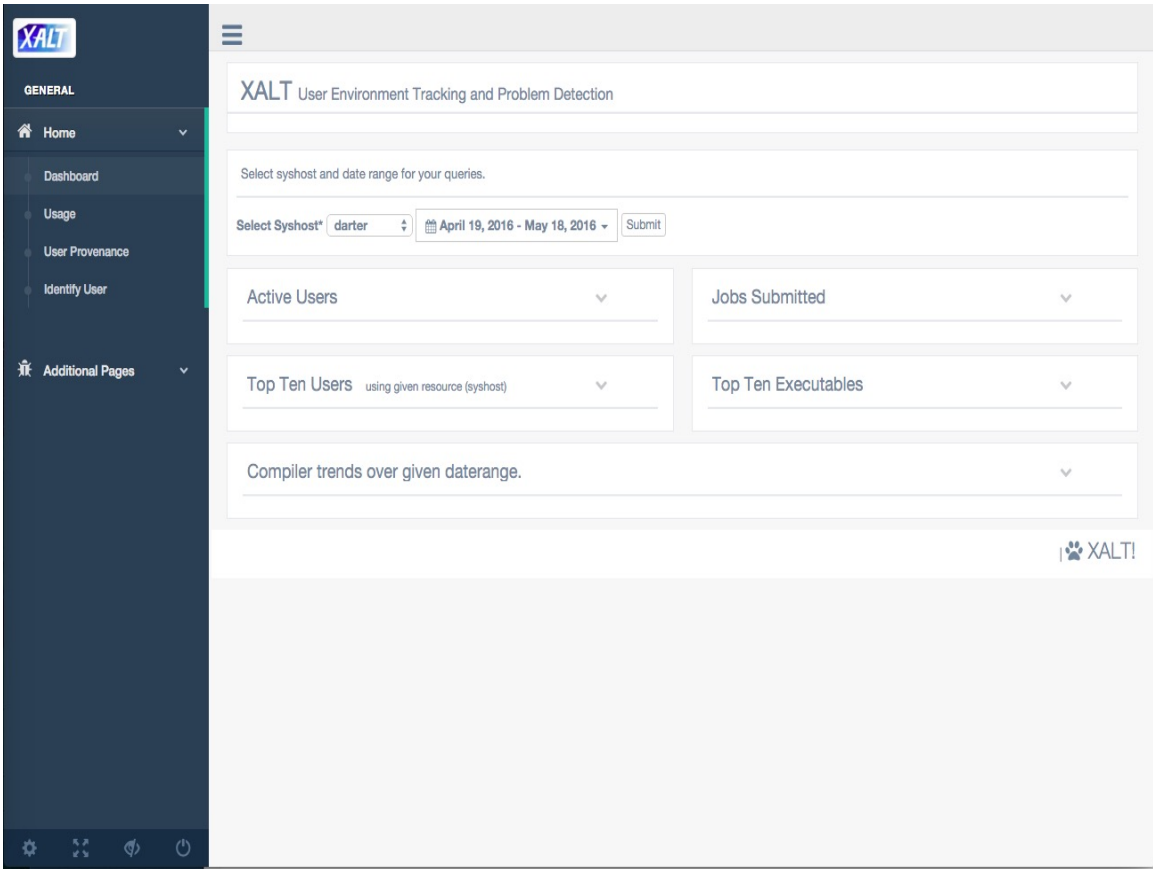 XALT
GENERAL
Home
Dashboard
Usage
User Provenance
Identify User
Additional Pages
XALT User Environment Tracking and Problem Detection
Select syshost and date range for your queries.
Select Syshost* darter April 19, 2016 - May 18, 2016 Submit
Active Users
Jobs Submitted
Top Ten Users using given resource (syshost)
Top Ten Executables
Compiler trends over given daterange.
| XALT!